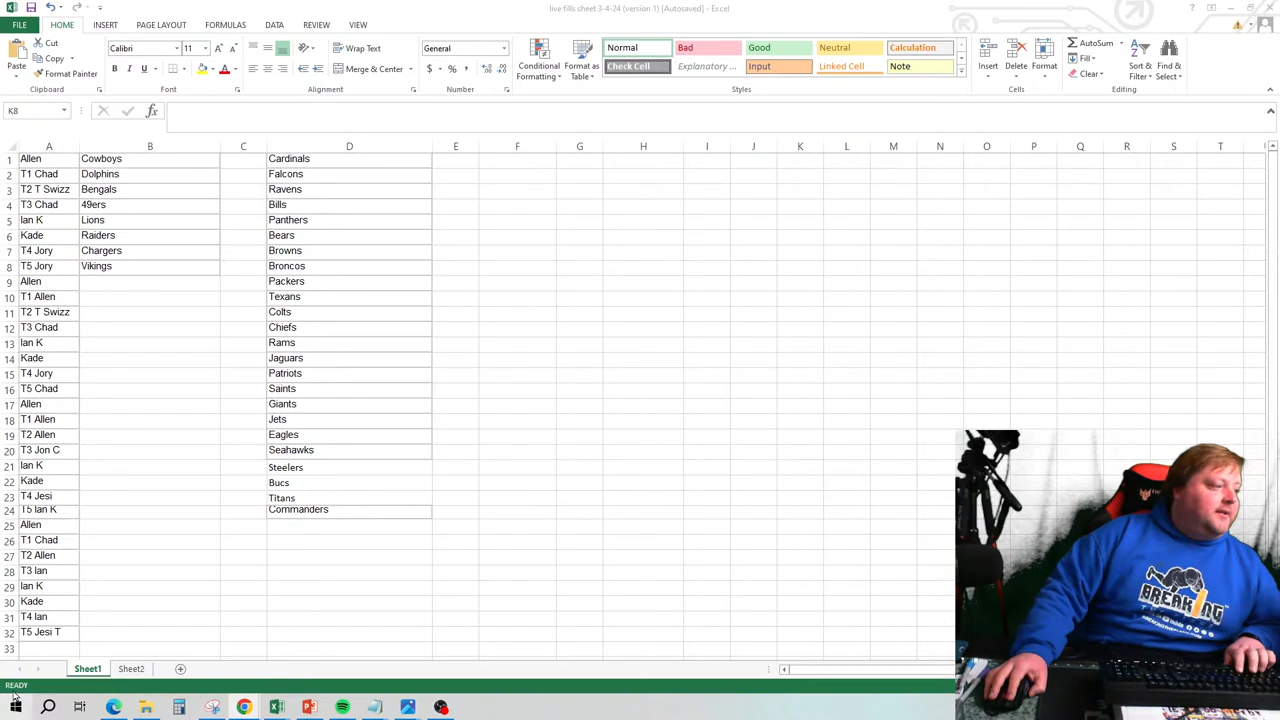 live fills sheet 3-4-24 (version 1) [Autosaved] - Excel
FILE HOME INSERT PAGE LAYOUT FORMULAS DATA REVIEW VIEW
Paste
Cut
Copy
Format Painter
Clipboard
Calibri 11
B I U
Font
Wrap Text
Merge & Center
Alignment
General
$ % ,
Number
Conditional Formatting
Format as Table
Normal Bad Good Neutral Calculation
Check Cell Explanatory ... Input Linked Cell Note
Styles
Insert Delete Format
Cells
AutoSum
Fill
Clear
Sort & Filter
Find & Select
Editing
K8
fx
A B C D E F G H I J K L M N O P Q R S T
1 Allen Cowboys Cardinals
2 T1 Chad Dolphins Falcons
3 T2 T Swizz Bengals Ravens
4 T3 Chad 49ers Bills
5 Ian K Lions Panthers
6 Kade Raiders Bears
7 T4 Jory Chargers Browns
8 T5 Jory Vikings Broncos
9 Allen Packers
10 T1 Allen Texans
11 T2 T Swizz Colts
12 T3 Chad Chiefs
13 Ian K Rams
14 Kade Jaguars
15 T4 Jory Patriots
16 T5 Chad Saints
17 Allen Giants
18 T1 Allen Jets
19 T2 Allen Eagles
20 T3 Jon C Seahawks
21 Ian K Steelers
22 Kade Bucs
23 T4 Jesi Titans
24 T5 Ian K Commanders
25 Allen
26 T1 Chad
27 T2 Allen
28 T3 Ian
29 Ian K
30 Kade
31 T4 Ian
32 T5 Jesi T
33
Sheet1 Sheet2
READY
BREAKING